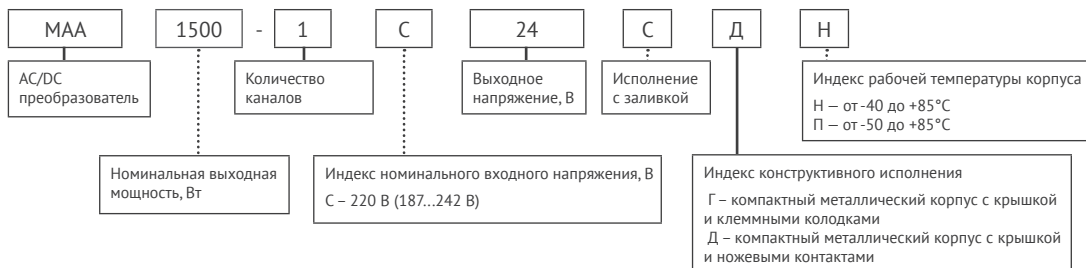 МАА 1500 - 1 С 24 С Д Н
AC/DC
преобразователь
Количество
каналов
Выходное
напряжение, В
Исполнение
с заливкой
Индекс рабочей температуры корпуса
Н — от -40 до +85°С
П — от -50 до +85°С
Номинальная выходная
мощность, Вт
Индекс номинального входного напряжения, В
С – 220 В (187...242 В)
Индекс конструктивного исполнения
Г – компактный металлический корпус с крышкой
и клеммными колодками
Д – компактный металлический корпус с крышкой
и ножевыми контактами